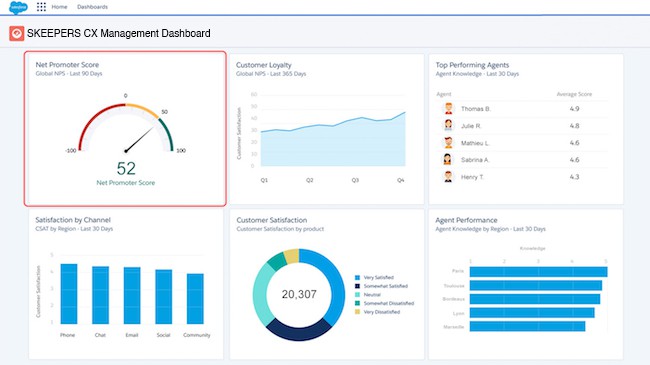 salesforce
Home
Dashboards
SKEEPERS CX Management Dashboard
Net Promoter Score
Global NPS - Last 90 Days
0
50
-100
100
52
Net Promoter Score
Customer Loyalty
Global NPS - Last 365 Days
Customer Satisfaction
60
50
40
30
20
10
0
Q1
Q2
Q3
Q4
Top Performing Agents
Agent Knowledge - Last 30 Days
Agent
Average Score
Thomas B.
4.9
Julie R.
4.8
Mathieu L.
4.6
Sabrina A.
4.6
Henry T.
4.3
Satisfaction by Channel
CSAT by Region - Last 30 Days
Customer Satisfaction
5
4
3
2
1
Phone
Chat
Email
Social
Community
Customer Satisfaction
Customer Satisfaction by product
20,307
Very Satisfied
Somewhat Satisfied
Neutral
Somewhat Dissatisfied
Very Dissatisfied
Agent Performance
Agent Knowledge by Region - Last 30 Days
Knowledge
1
2
3
4
5
Paris
Toulouse
Bordeaux
Lyon
Marseille